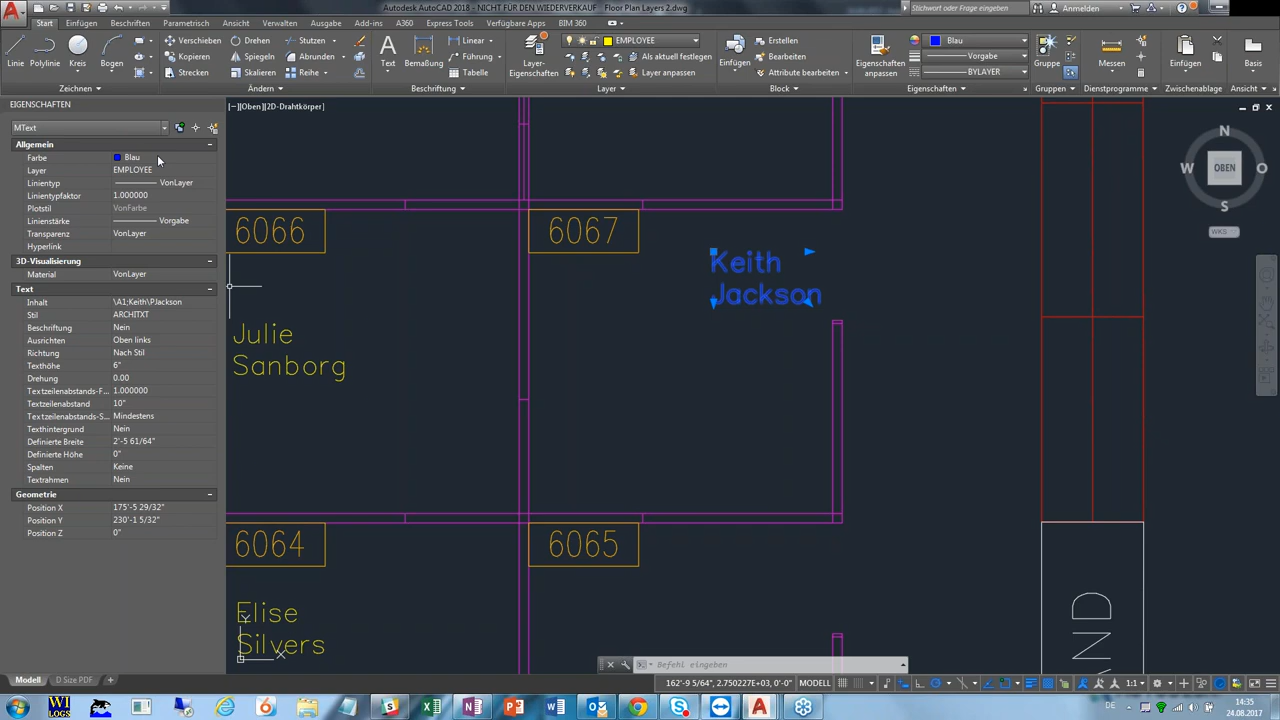 Autodesk AutoCAD 2018 - NICHT FÜR DEN WIEDERVERKAUF   Floor Plan Layers 2.dwg
Stichwort oder Frage eingeben
Anmelden
Start Einfügen Beschriften Parametrisch Ansicht Verwalten Ausgabe Add-ins A360 Express Tools Verfügbare Apps BIM 360
Linie Polylinie Kreis Bogen
Verschieben Drehen Stutzen
Kopieren Spiegeln Abrunden
Strecken Skalieren Reihe
Text Bemaßung
Linear
Führung
Tabelle
Layer-
Eigenschaften
EMPLOYEE
Als aktuell festlegen
Layer anpassen
Einfügen
Erstellen
Bearbeiten
Attribute bearbeiten
Eigenschaften
anpassen
Blau
Vorgabe
BYLAYER
Gruppe
Messen
Einfügen
Basis
Zeichnen Ändern Beschriftung Layer Block Eigenschaften Gruppen Dienstprogramme Zwischenablage Ansicht
EIGENSCHAFTEN
MText
Allgemein
Farbe Blau
Layer EMPLOYEE
Linientyp VonLayer
Linientypfaktor 1.000000
Plotstil VonFarbe
Linienstärke Vorgabe
Transparenz VonLayer
Hyperlink
3D-Visualisierung
Material VonLayer
Text
Inhalt \A1;Keith\PJackson
Stil ARCHITXT
Beschriftung Nein
Ausrichten Oben links
Richtung Nach Stil
Texthöhe 6"
Drehung 0.00
Textzeilenabstands-F... 1.000000
Textzeilenabstand 10"
Textzeilenabstands-S... Mindestens
Texthintergrund Nein
Definierte Breite 2'-5 61/64"
Definierte Höhe 0"
Spalten Keine
Textrahmen Nein
Geometrie
Position X 175'-5 29/32"
Position Y 230'-1 5/32"
Position Z 0"
[−][Oben][2D-Drahtkörper]
6066
6067
Keith
Jackson
Julie
Sanborg
6064
6065
Elise
Silvers
Y
X
AND
N
W OBEN O
S
WKS
Befehl eingeben
Modell D Size PDF +
162'-9 5/64", 2.750227E+03, 0'-0" MODELL
1:1
WI
LOGS
DE
14:35
24.08.2017